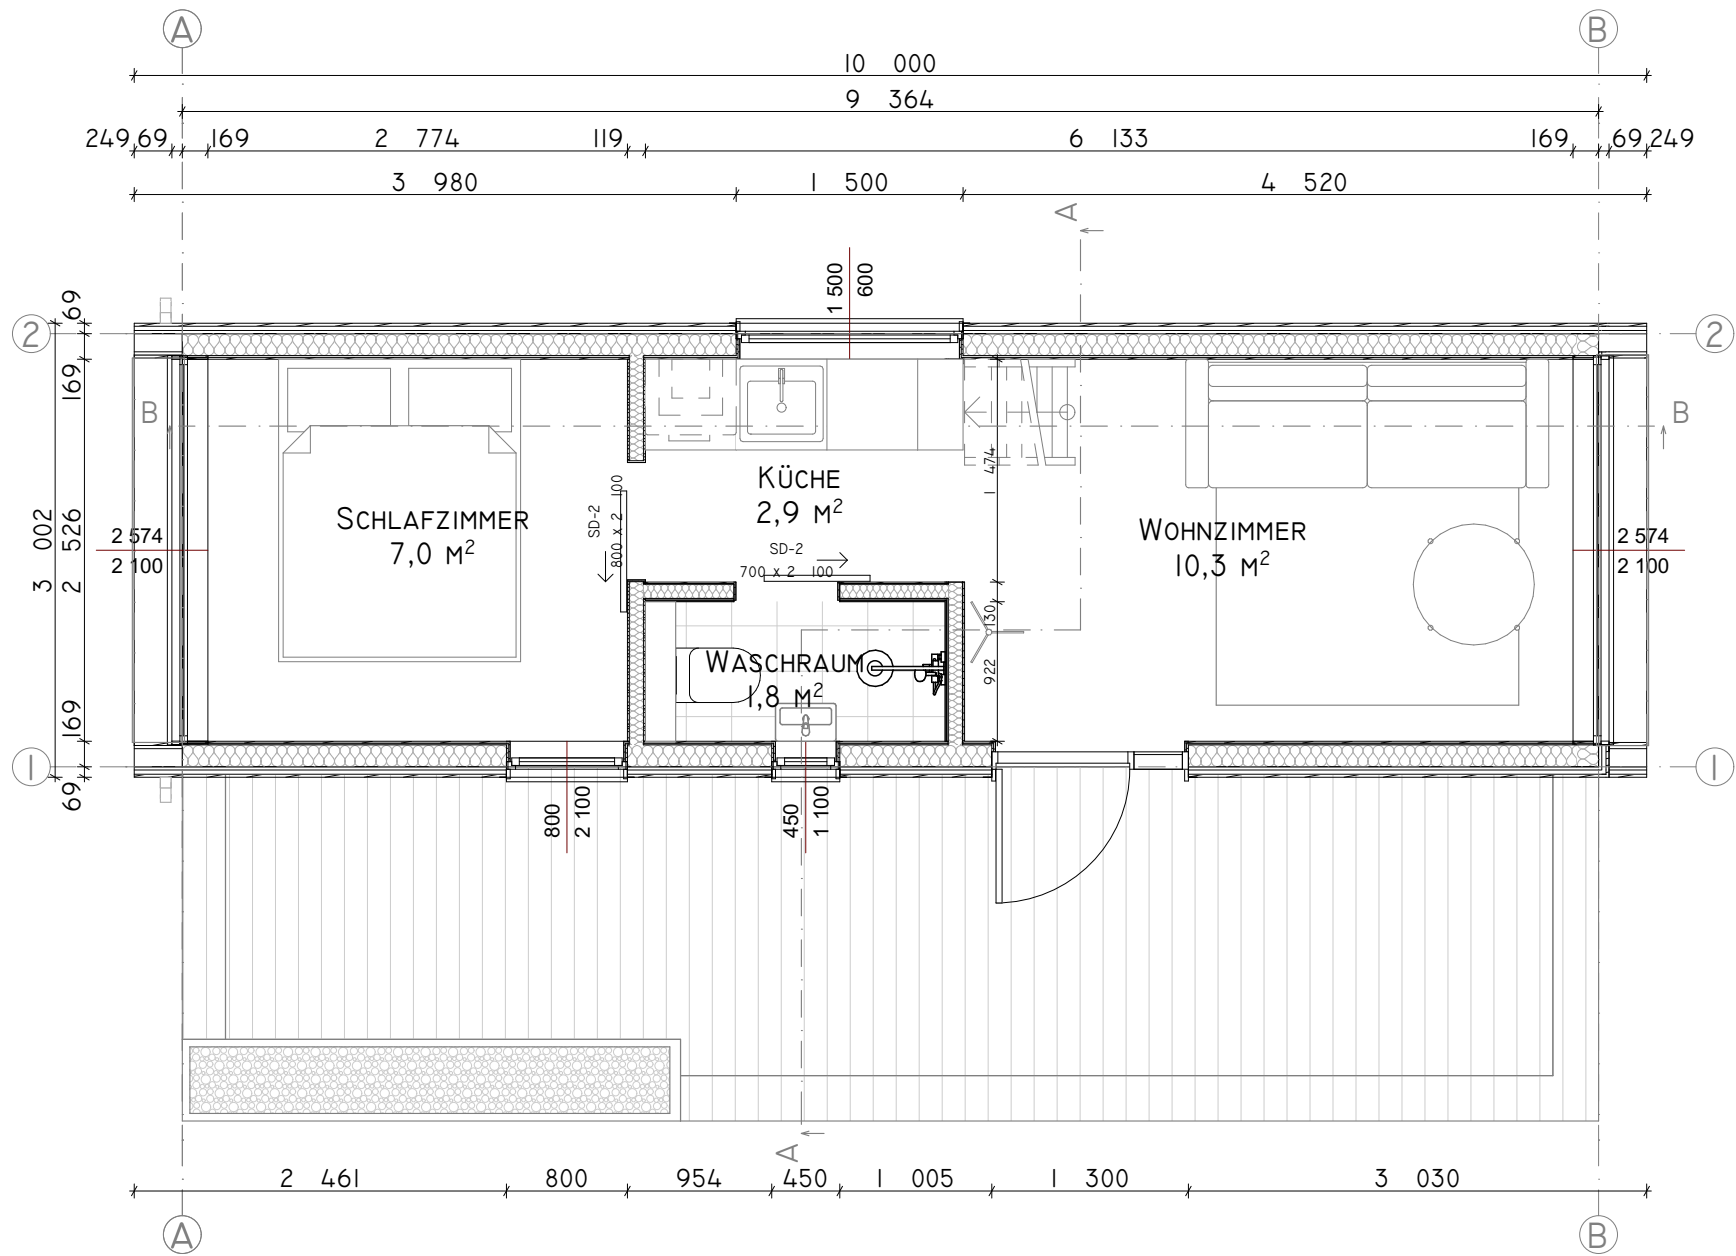 A B
10 000
9 364
249 69 169 2 774 119 6 133 169 69 249
3 980 1 500 4 520
A
1 500
600
2 2
69
169
B B
3 002
2 526
169
69
2 574
2 100
2 574
2 100
SCHLAFZIMMER
7,0 M²
SD-2
800 x 2 100
KÜCHE
2,9 M²
SD-2
700 x 2 100
1 474
130
922
WOHNZIMMER
10,3 M²
WASCHRAUM
1,8 M²
1 1
800
2 100
450
1 100
A
2 461 800 954 450 1 005 1 300 3 030
A B